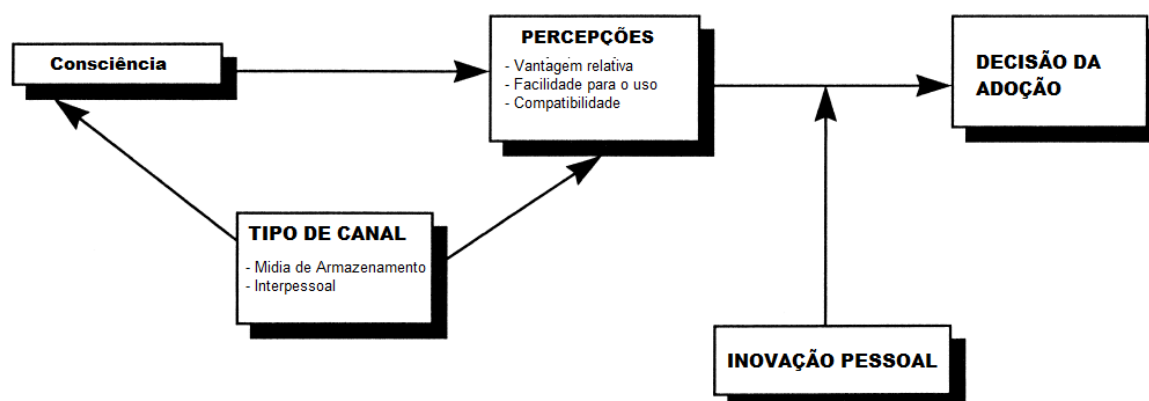 Consciência
PERCEPÇÕES
- Vantagem relativa
- Facilidade para o uso
- Compatibilidade
DECISÃO DA
ADOÇÃO
TIPO DE CANAL
- Midia de Armazenamento
- Interpessoal
INOVAÇÃO PESSOAL